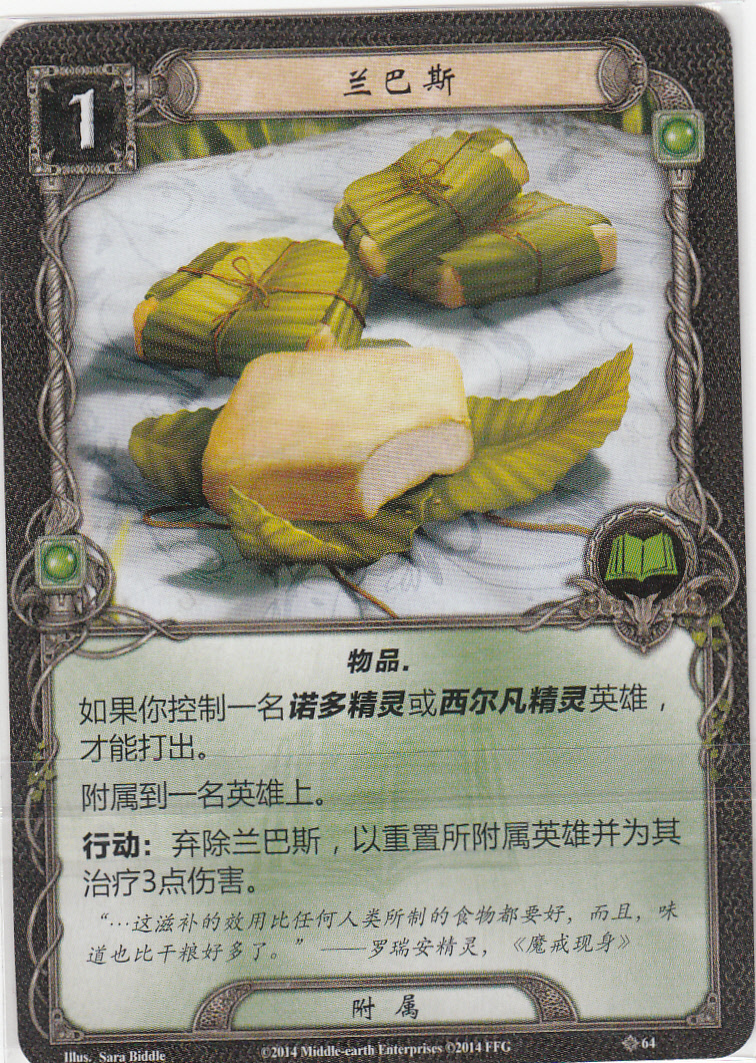 兰巴斯
1
物品.
如果你控制一名诺多精灵或西尔凡精灵英雄，
才能打出。
附属到一名英雄上。
行动：弃除兰巴斯，以重置所附属英雄并为其
治疗3点伤害。
“…这滋补的效用比任何人类所制的食物都要好，而且，味
道也比干粮好多了。” ——罗瑞安精灵，《魔戒现身》
附属
Illus. Sara Biddle
©2014 Middle-earth Enterprises ©2014 FFG
64